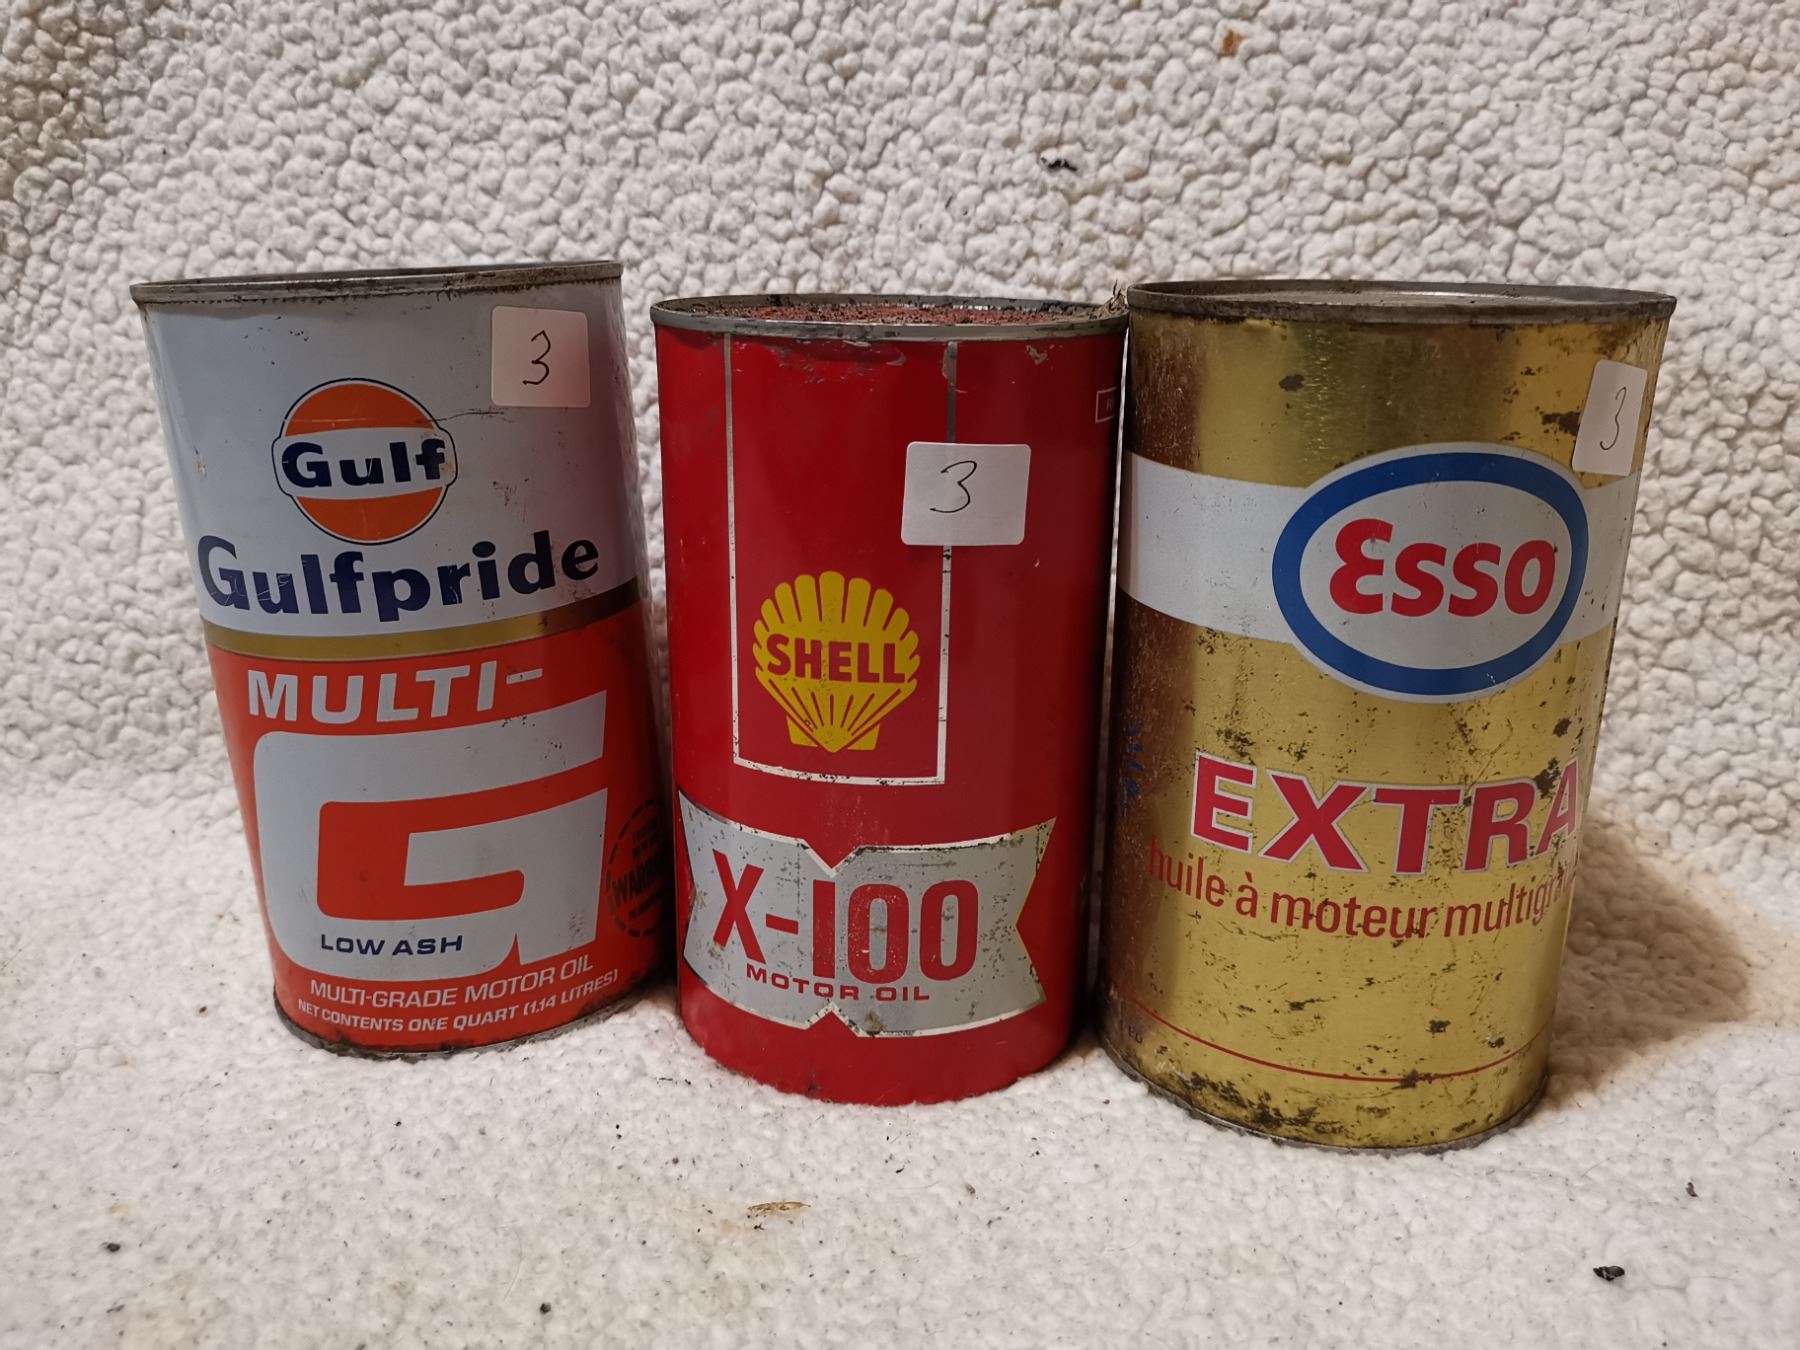 3
Gulf
Gulfpride
MULTI-
G
LOW ASH
MULTI-GRADE MOTOR OIL
NET CONTENTS ONE QUART (1.14 LITRES)
3
SHELL
X-100
MOTOR OIL
3
Esso
EXTRA
huile à moteur